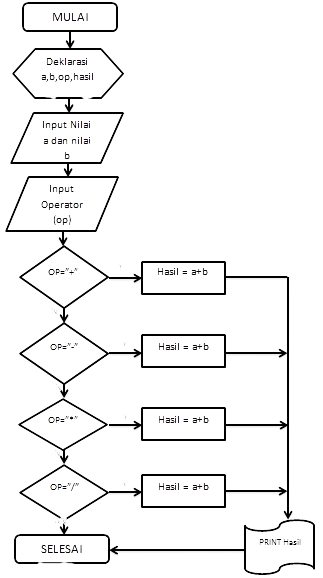 MULAI
Deklarasi
a,b,op,hasil
Input Nilai
a dan nilai
b
Input
Operator
(op)
OP="+"
Hasil = a+b
OP="-"
Hasil = a+b
OP="*"
Hasil = a+b
OP="/"
Hasil = a+b
PRINT Hasil
SELESAI